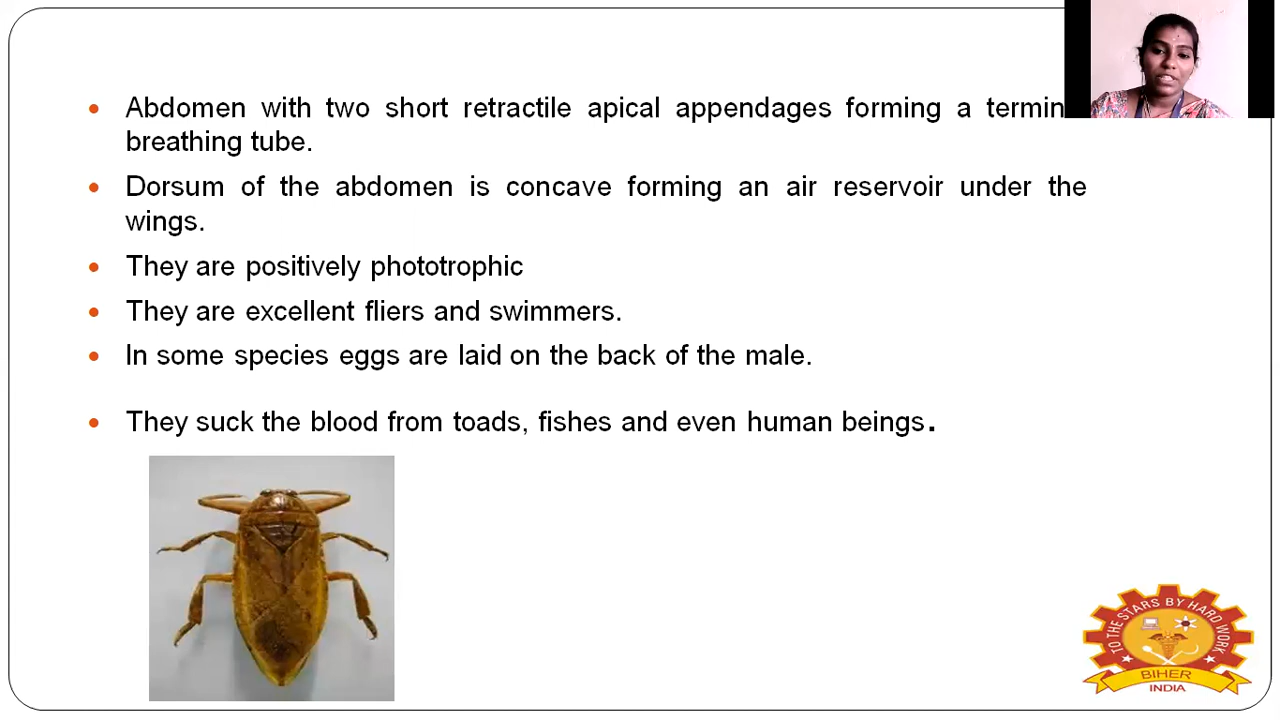 Abdomen with two short retractile apical appendages forming a
breathing tube.
Dorsum of the abdomen is concave forming an air reservoir under the
wings.
They are positively phototrophic
They are excellent fliers and swimmers.
In some species eggs are laid on the back of the male.
They suck the blood from toads, fishes and even human beings.
TO THE STARS BY HARD WORK
BIHER
INDIA